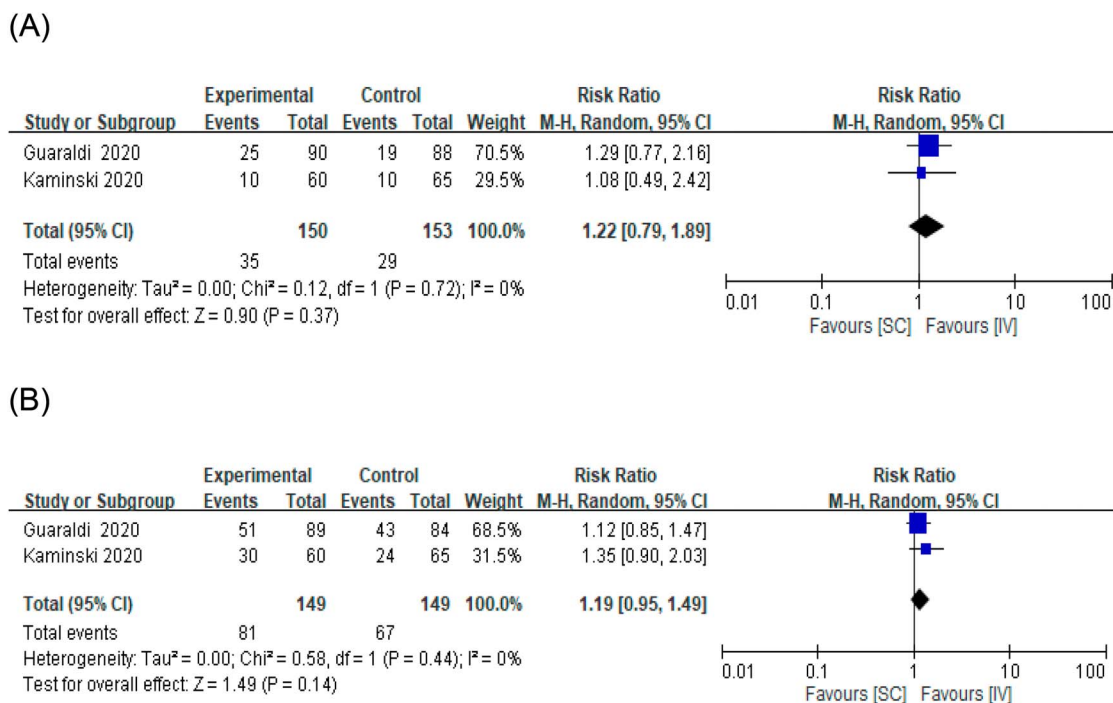 (A)
Experimental Control Risk Ratio Risk Ratio
Study or Subgroup Events Total Events Total Weight M-H, Random, 95% CI M-H, Random, 95% CI
Guaraldi 2020 25 90 19 88 70.5% 1.29 [0.77, 2.16]
Kaminski 2020 10 60 10 65 29.5% 1.08 [0.49, 2.42]
Total (95% CI) 150 153 100.0% 1.22 [0.79, 1.89]
Total events 35 29
Heterogeneity: Tau² = 0.00; Chi² = 0.12, df = 1 (P = 0.72); I² = 0%
Test for overall effect: Z = 0.90 (P = 0.37)
0.01 0.1 1 10 100
Favours [SC] Favours [IV]
(B)
Experimental Control Risk Ratio Risk Ratio
Study or Subgroup Events Total Events Total Weight M-H, Random, 95% CI M-H, Random, 95% CI
Guaraldi 2020 51 89 43 84 68.5% 1.12 [0.85, 1.47]
Kaminski 2020 30 60 24 65 31.5% 1.35 [0.90, 2.03]
Total (95% CI) 149 149 100.0% 1.19 [0.95, 1.49]
Total events 81 67
Heterogeneity: Tau² = 0.00; Chi² = 0.58, df = 1 (P = 0.44); I² = 0%
Test for overall effect: Z = 1.49 (P = 0.14)
0.01 0.1 1 10 100
Favours [SC] Favours [IV]